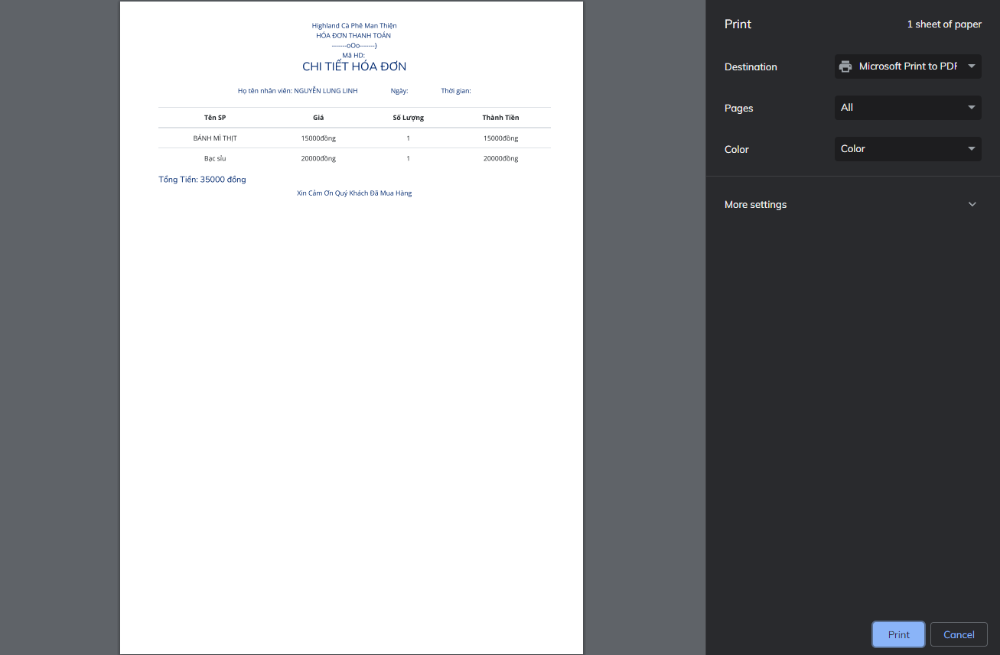 Highland Cà Phê Man Thiện
HÓA ĐƠN THANH TOÁN
-------oOo-------}
Mã HD:
CHI TIẾT HÓA ĐƠN
Họ tên nhân viên: NGUYỄN LUNG LINH Ngày: Thời gian:
Tên SP Giá Số Lượng Thành Tiền
BÁNH MÌ THỊT 15000đồng 1 15000đồng
Bạc sỉu 20000đồng 1 20000đồng
Tổng Tiền: 35000 đồng
Xin Cảm Ơn Quý Khách Đã Mua Hàng
Print 1 sheet of paper
Destination Microsoft Print to PDF
Pages All
Color Color
More settings
Print Cancel